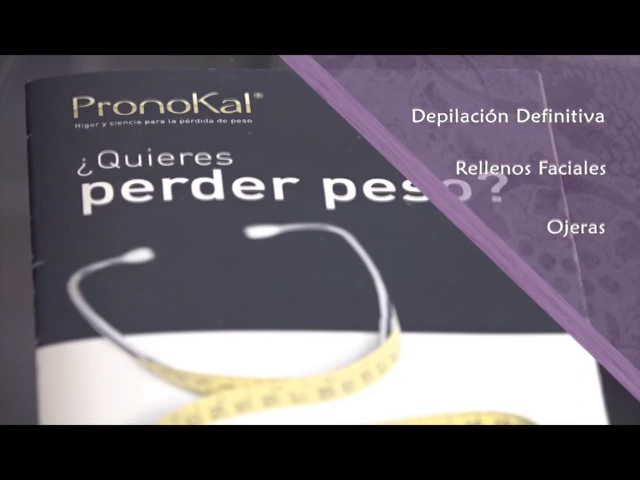 PronoKal®
Rigor y ciencia para la pérdida de peso
¿Quieres
perder peso?
Depilación Definitiva
Rellenos Faciales
Ojeras